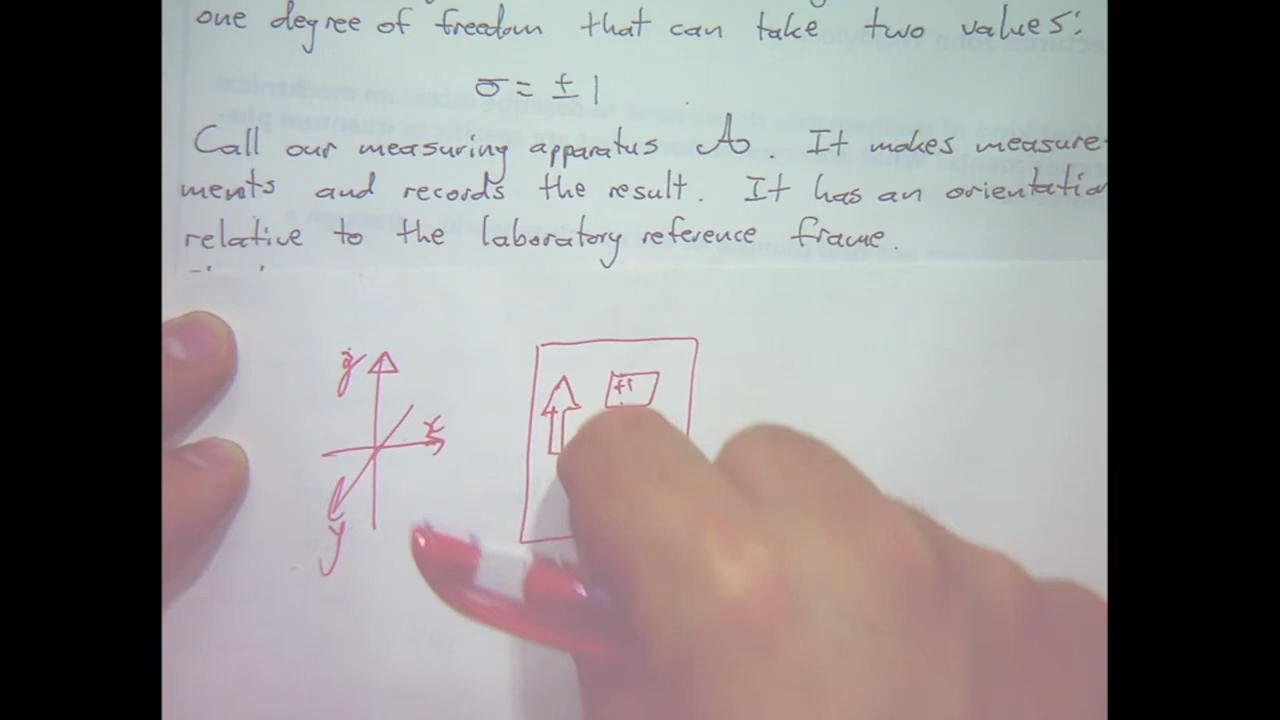 one degree of freedom that can take two values:
σ = ± 1
Call our measuring apparatus A. It makes measure-
ments and records the result. It has an orientation
relative to the laboratory reference frame.
z
x
+1
y